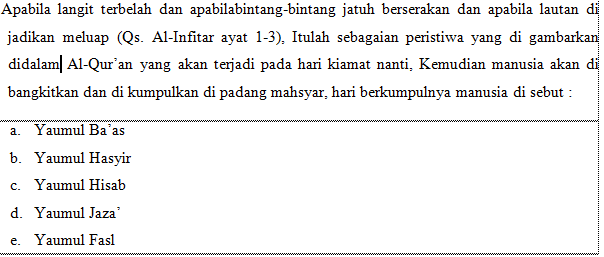 Apabila langit terbelah dan apabilabintang-bintang jatuh berserakan dan apabila lautan di
jadikan meluap (Qs. Al-Infitar ayat 1-3), Itulah sebagaian peristiwa yang di gambarkan
didalam Al-Qur’an yang akan terjadi pada hari kiamat nanti, Kemudian manusia akan di
bangkitkan dan di kumpulkan di padang mahsyar, hari berkumpulnya manusia di sebut :
a. Yaumul Ba’as
b. Yaumul Hasyir
c. Yaumul Hisab
d. Yaumul Jaza’
e. Yaumul Fasl